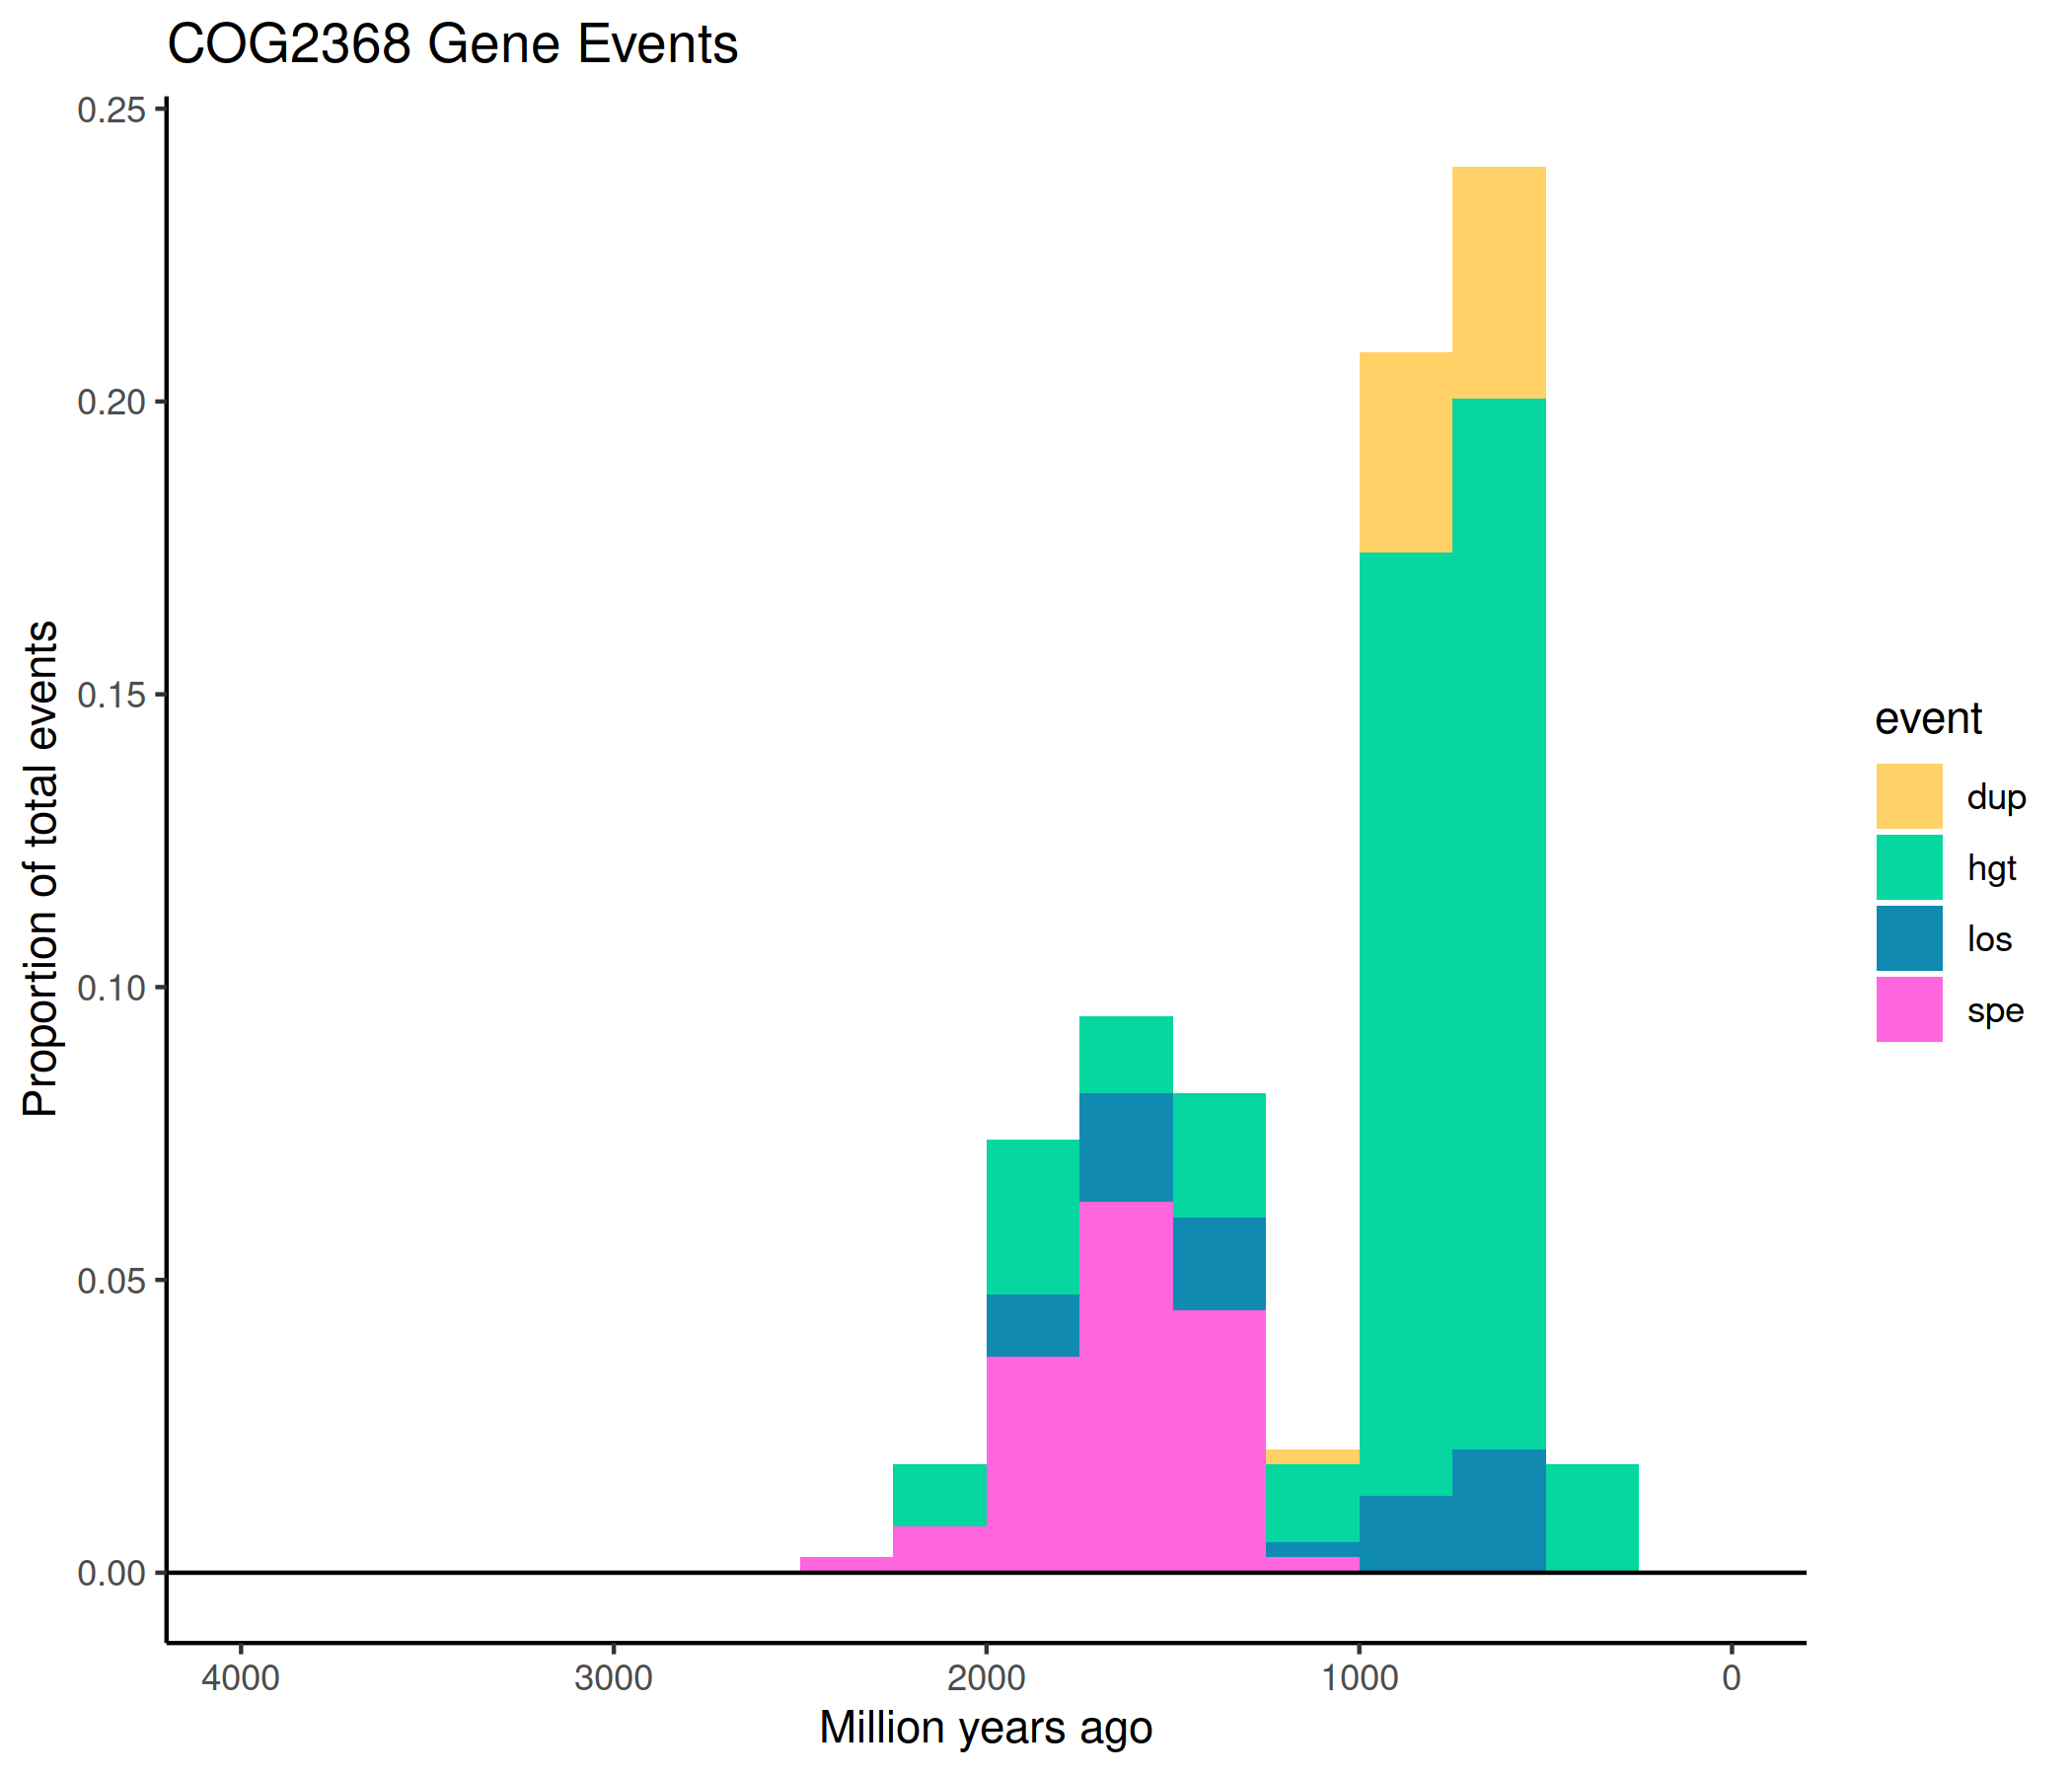 COG2368 Gene Events
Proportion of total events
0.25
0.20
0.15
0.10
0.05
0.00
4000 3000 2000 1000 0
Million years ago
event
dup
hgt
los
spe